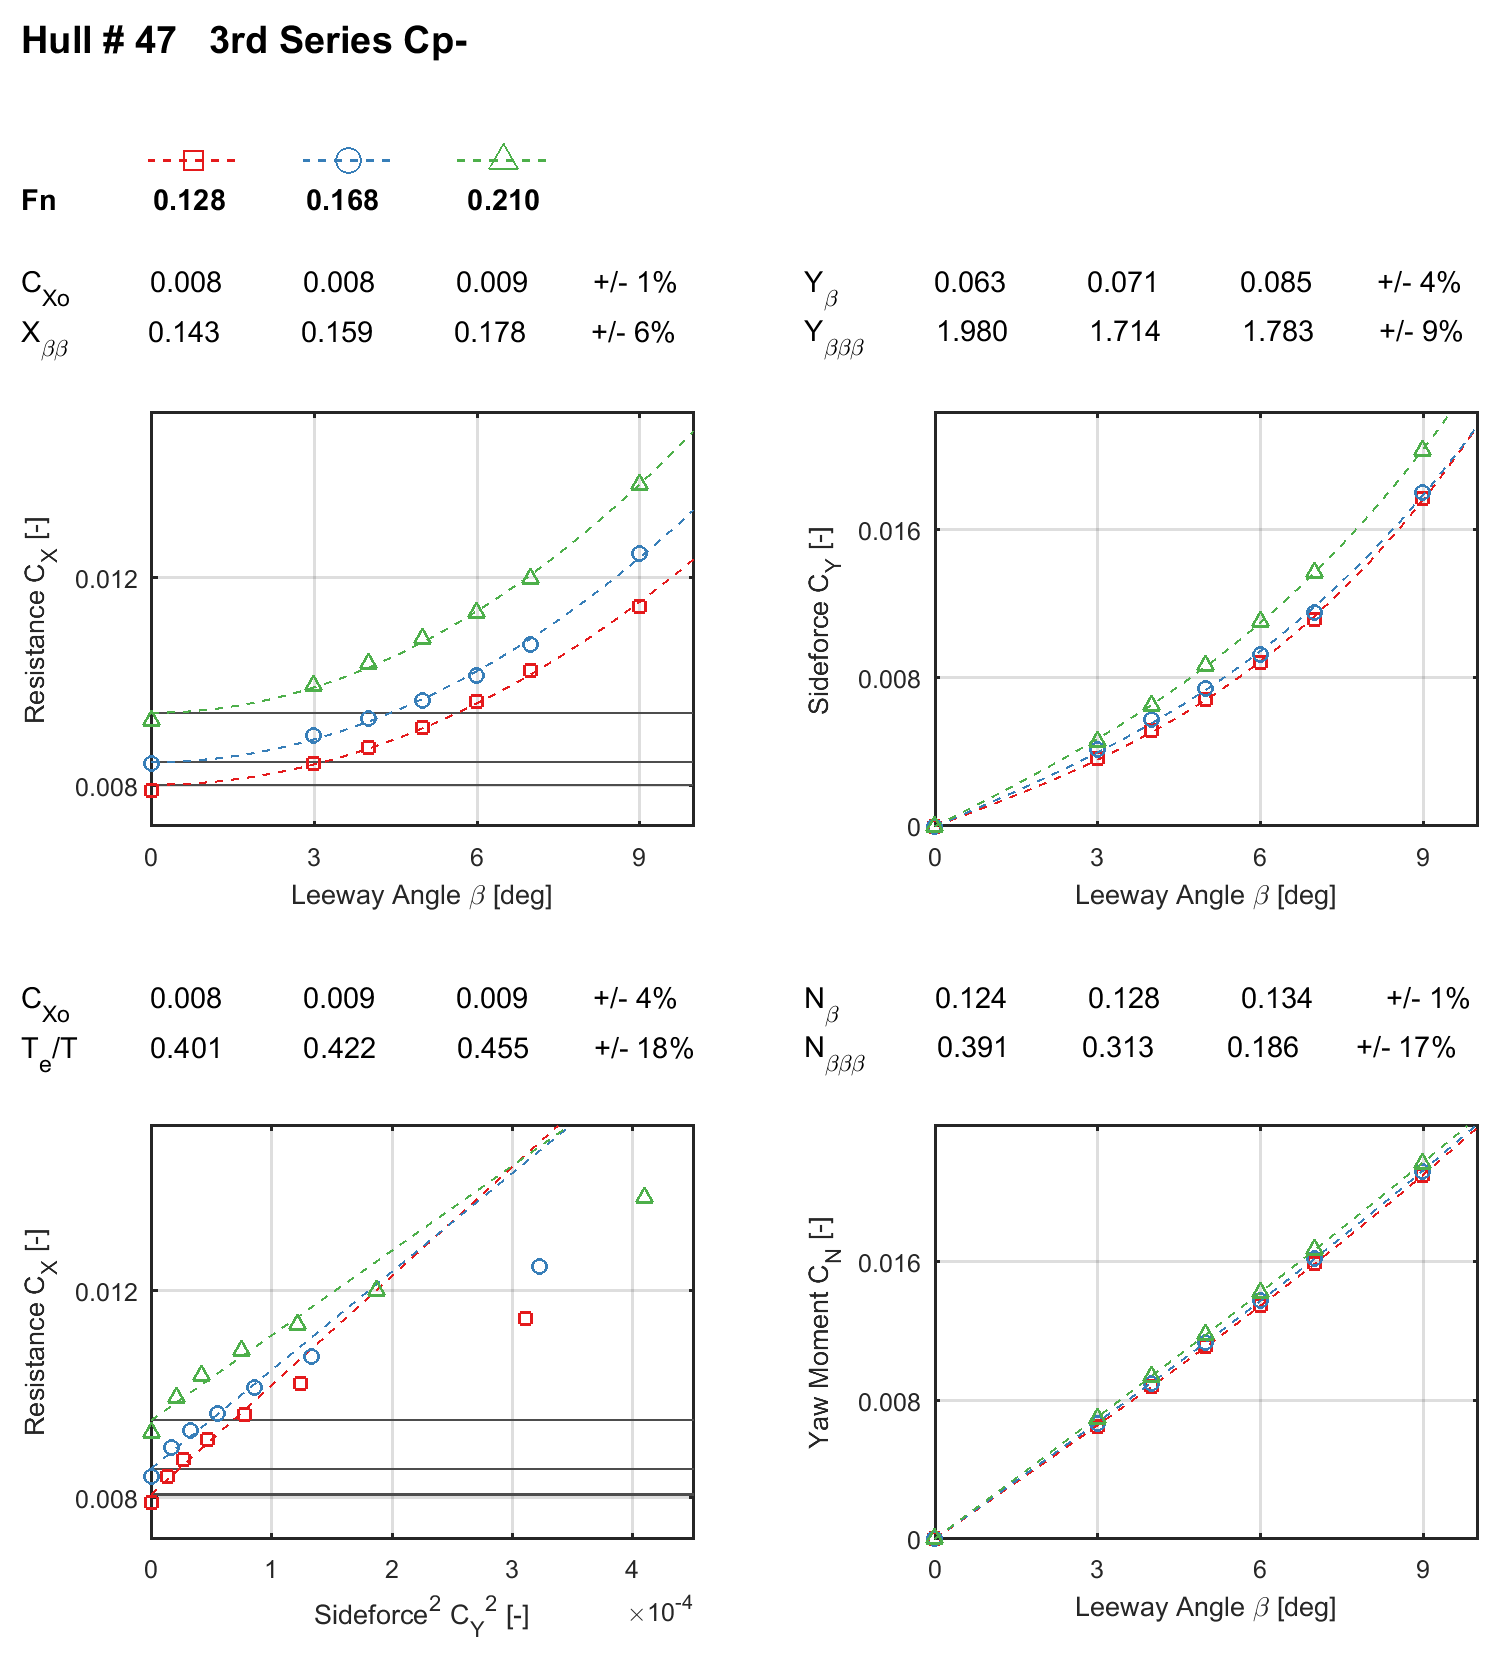 Hull # 47   3rd Series Cp-
Fn 0.128 0.168 0.210
CXo 0.008 0.008 0.009 +/- 1%
Xββ 0.143 0.159 0.178 +/- 6%
Yβ 0.063 0.071 0.085 +/- 4%
Yβββ 1.980 1.714 1.783 +/- 9%
Resistance CX [-]
0.012
0.008
0 3 6 9
Leeway Angle β [deg]
Sideforce CY [-]
0.016
0.008
0
0 3 6 9
Leeway Angle β [deg]
CXo 0.008 0.009 0.009 +/- 4%
Te/T 0.401 0.422 0.455 +/- 18%
Nβ 0.124 0.128 0.134 +/- 1%
Nβββ 0.391 0.313 0.186 +/- 17%
Resistance CX [-]
0.012
0.008
0 1 2 3 4
Sideforce² CY² [-] ×10⁻⁴
Yaw Moment CN [-]
0.016
0.008
0
0 3 6 9
Leeway Angle β [deg]